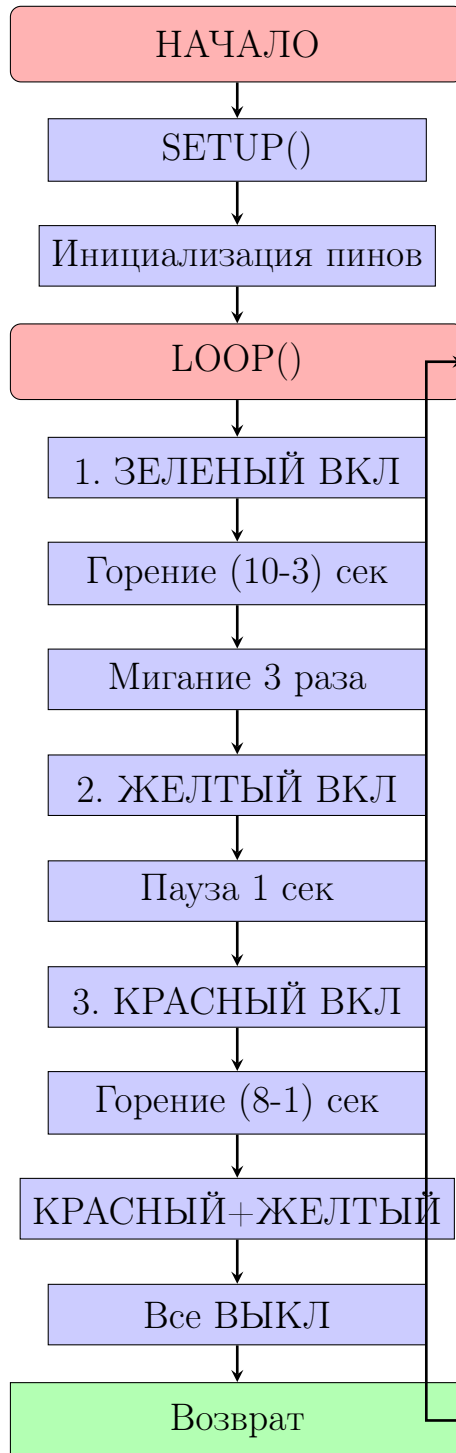 НАЧАЛО
SETUP()
Инициализация пинов
LOOP()
1. ЗЕЛЕНЫЙ ВКЛ
Горение (10-3) сек
Мигание 3 раза
2. ЖЕЛТЫЙ ВКЛ
Пауза 1 сек
3. КРАСНЫЙ ВКЛ
Горение (8-1) сек
КРАСНЫЙ+ЖЕЛТЫЙ
Все ВЫКЛ
Возврат